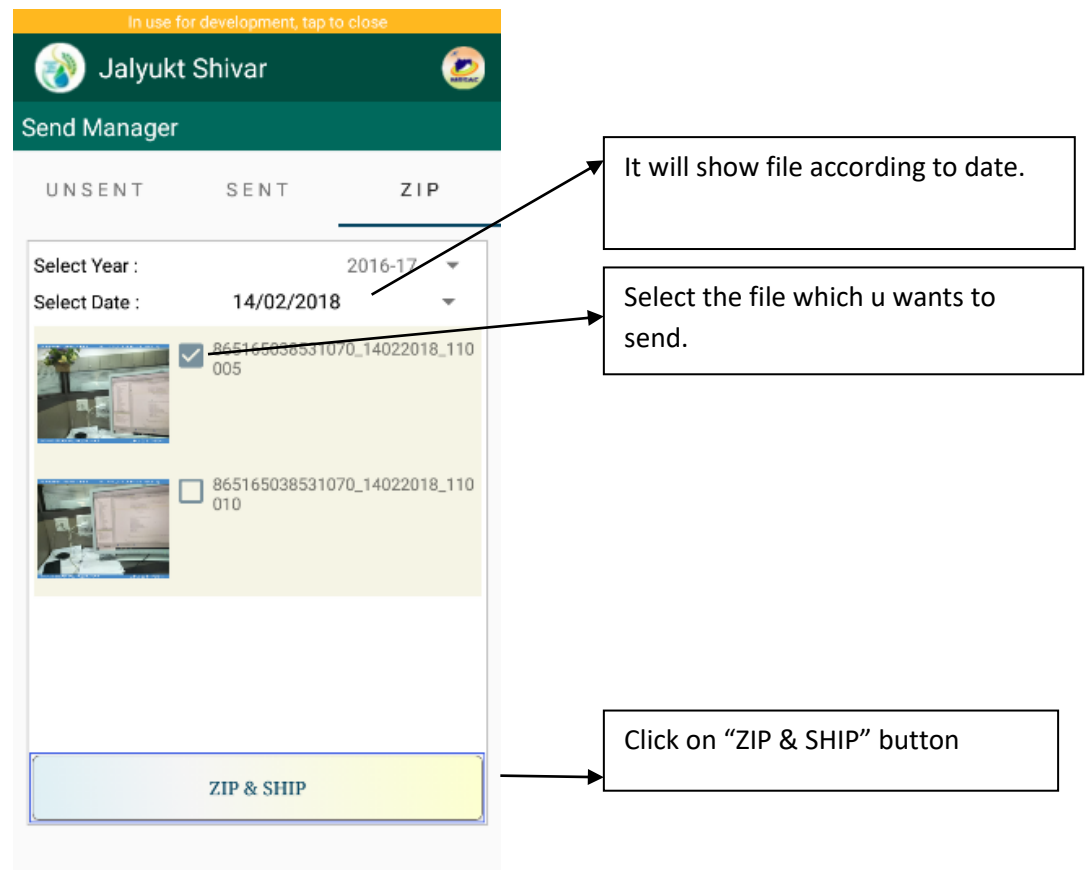 In use for development, tap to close
Jalyukt Shivar
MRSAC
Send Manager
UNSENT SENT ZIP
Select Year : 2016-17
Select Date : 14/02/2018
865165038531070_14022018_110
005
865165038531070_14022018_110
010
ZIP & SHIP
It will show file according to date.
Select the file which u wants to
send.
Click on “ZIP & SHIP” button